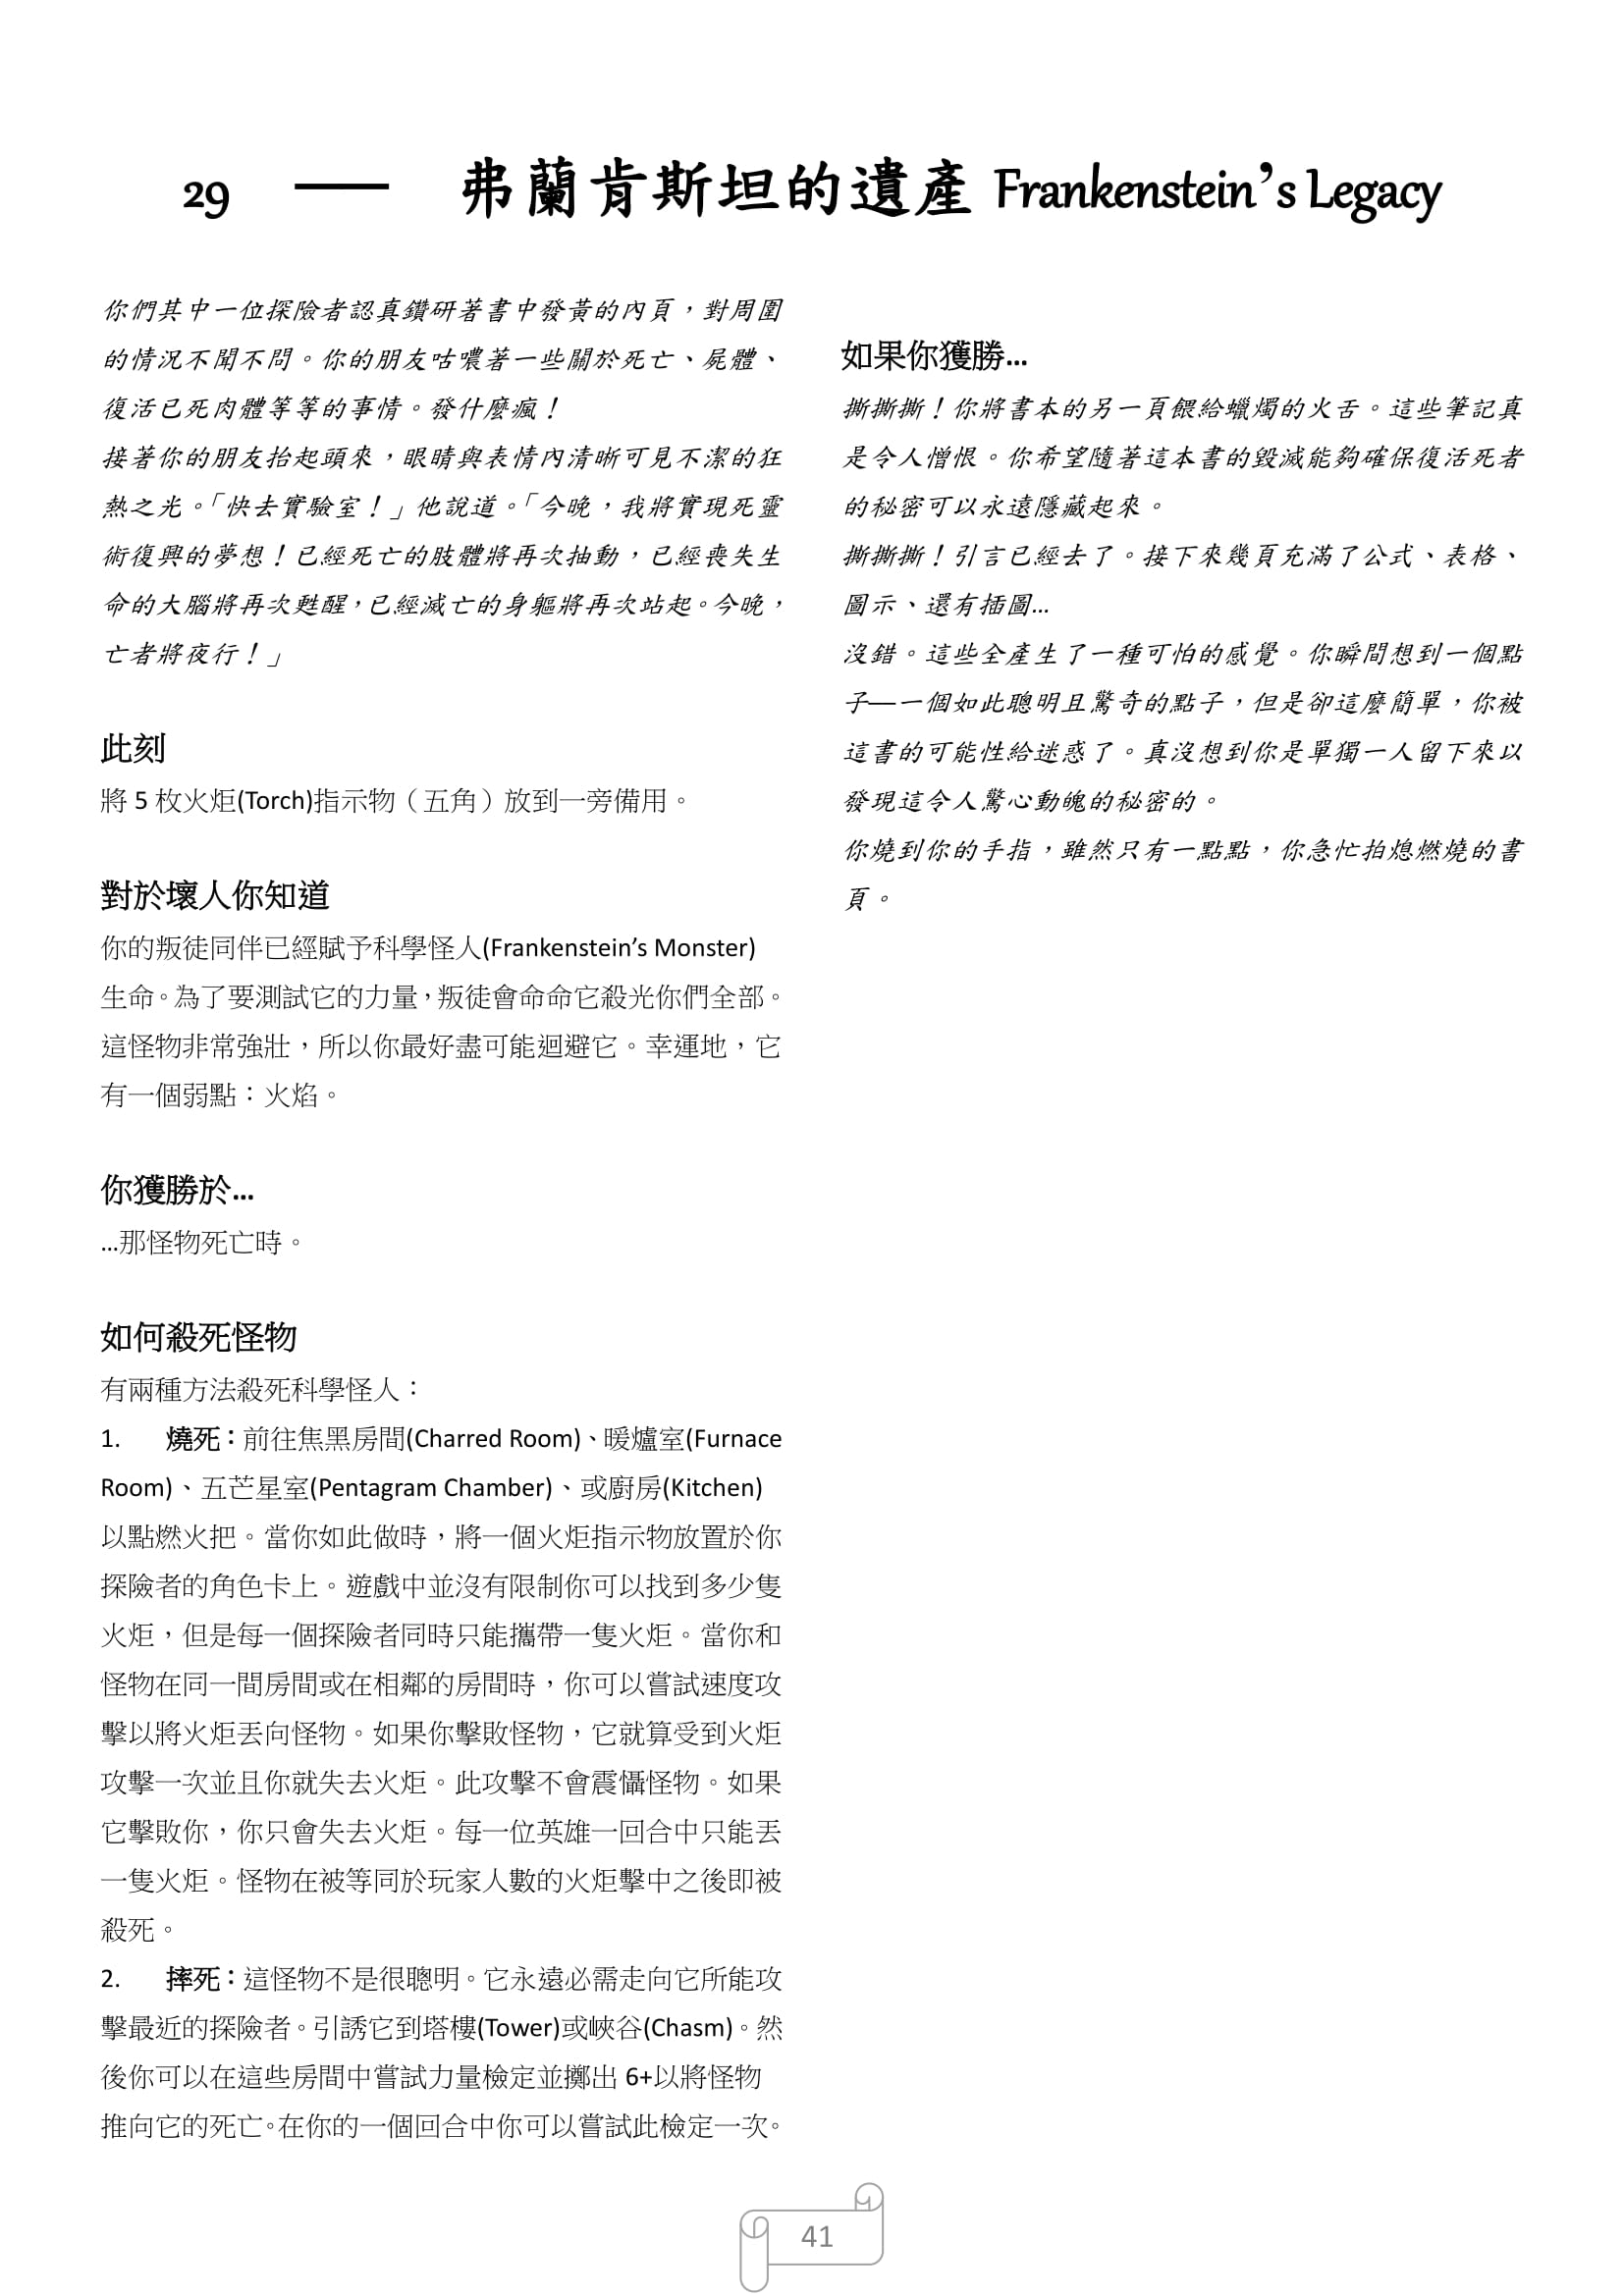 29 — 弗蘭肯斯坦的遺產 Frankenstein’s Legacy
你們其中一位探險者認真鑽研著書中發黃的內頁，對周圍
的情況不聞不問。你的朋友咕噥著一些關於死亡、屍體、
復活已死肉體等等的事情。發什麼瘋！
接著你的朋友抬起頭來，眼睛與表情內清晰可見不潔的狂
熱之光。「快去實驗室！」他說道。「今晚，我將實現死靈
術復興的夢想！已經死亡的肢體將再次抽動，已經喪失生
命的大腦將再次甦醒，已經滅亡的身軀將再次站起。今晚，
亡者將夜行！」
此刻
將 5 枚火炬(Torch)指示物（五角）放到一旁備用。
對於壞人你知道
你的叛徒同伴已經賦予科學怪人(Frankenstein’s Monster)
生命。為了要測試它的力量，叛徒會命命它殺光你們全部。
這怪物非常強壯，所以你最好盡可能迴避它。幸運地，它
有一個弱點：火焰。
你獲勝於…
…那怪物死亡時。
如何殺死怪物
有兩種方法殺死科學怪人：
1. 燒死：前往焦黑房間(Charred Room)、暖爐室(Furnace
Room)、五芒星室(Pentagram Chamber)、或廚房(Kitchen)
以點燃火把。當你如此做時，將一個火炬指示物放置於你
探險者的角色卡上。遊戲中並沒有限制你可以找到多少隻
火炬，但是每一個探險者同時只能攜帶一隻火炬。當你和
怪物在同一間房間或在相鄰的房間時，你可以嘗試速度攻
擊以將火炬丟向怪物。如果你擊敗怪物，它就算受到火炬
攻擊一次並且你就失去火炬。此攻擊不會震懾怪物。如果
它擊敗你，你只會失去火炬。每一位英雄一回合中只能丟
一隻火炬。怪物在被等同於玩家人數的火炬擊中之後即被
殺死。
2. 摔死：這怪物不是很聰明。它永遠必需走向它所能攻
擊最近的探險者。引誘它到塔樓(Tower)或峽谷(Chasm)。然
後你可以在這些房間中嘗試力量檢定並擲出 6+以將怪物
推向它的死亡。在你的一個回合中你可以嘗試此檢定一次。
如果你獲勝…
撕撕撕！你將書本的另一頁餵給蠟燭的火舌。這些筆記真
是令人憎恨。你希望隨著這本書的毀滅能夠確保復活死者
的秘密可以永遠隱藏起來。
撕撕撕！引言已經去了。接下來幾頁充滿了公式、表格、
圖示、還有插圖…
沒錯。這些全產生了一種可怕的感覺。你瞬間想到一個點
子—一個如此聰明且驚奇的點子，但是卻這麼簡單，你被
這書的可能性給迷惑了。真沒想到你是單獨一人留下來以
發現這令人驚心動魄的秘密的。
你燒到你的手指，雖然只有一點點，你急忙拍熄燃燒的書
頁。
41